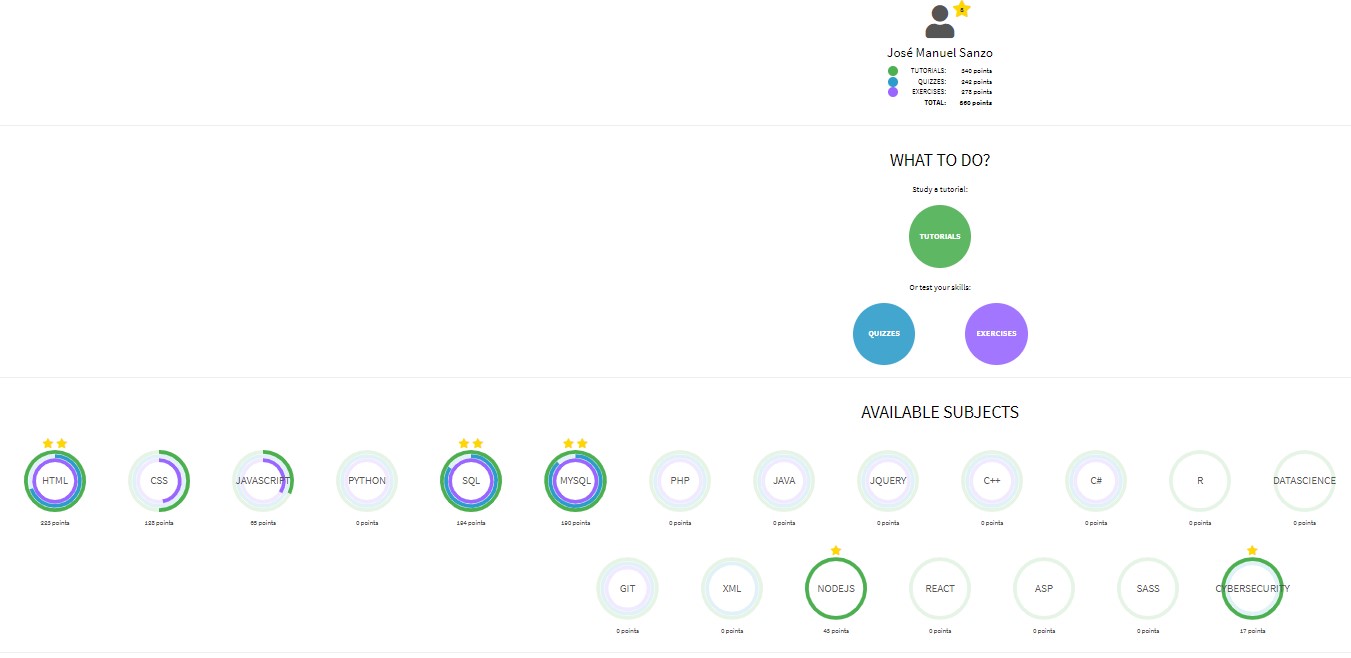 8
José Manuel Sanzo
TUTORIALS: 340 points
QUIZZES: 242 points
EXERCISES: 278 points
TOTAL: 860 points
WHAT TO DO?
Study a tutorial:
TUTORIALS
Or test your skills:
QUIZZES EXERCISES
AVAILABLE SUBJECTS
HTML CSS JAVASCRIPT PYTHON SQL MYSQL PHP JAVA JQUERY C++ C# R DATASCIENCE
223 points 128 points 65 points 0 points 194 points 190 points 0 points 0 points 0 points 0 points 0 points 0 points 0 points
GIT XML NODEJS REACT ASP SASS CYBERSECURITY
0 points 0 points 43 points 0 points 0 points 0 points 17 points